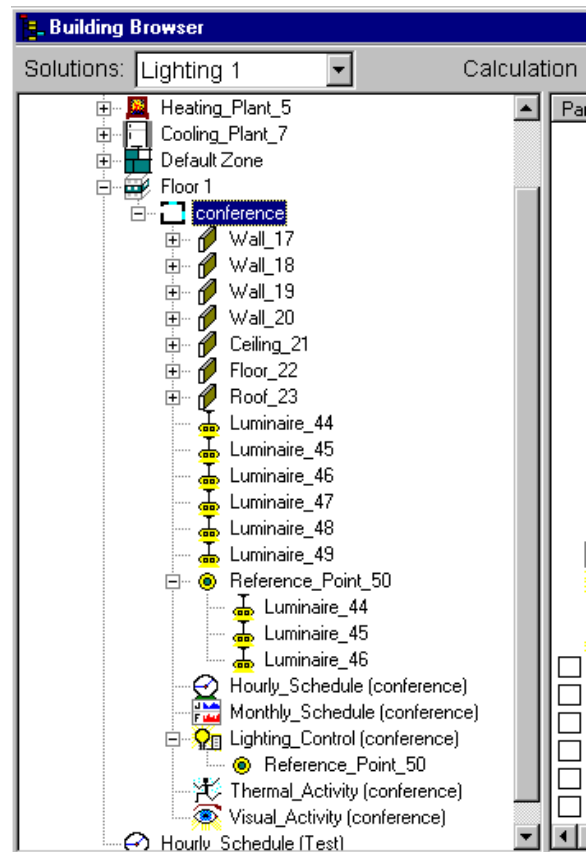 Building Browser
Solutions: Lighting 1 Calculation
Heating_Plant_5
Cooling_Plant_7
Default Zone
Floor 1
conference
Wall_17
Wall_18
Wall_19
Wall_20
Ceiling_21
Floor_22
Roof_23
Luminaire_44
Luminaire_45
Luminaire_46
Luminaire_47
Luminaire_48
Luminaire_49
Reference_Point_50
Luminaire_44
Luminaire_45
Luminaire_46
Hourly_Schedule (conference)
Monthly_Schedule (conference)
Lighting_Control (conference)
Reference_Point_50
Thermal_Activity (conference)
Visual_Activity (conference)
Hourly_Schedule (Test)